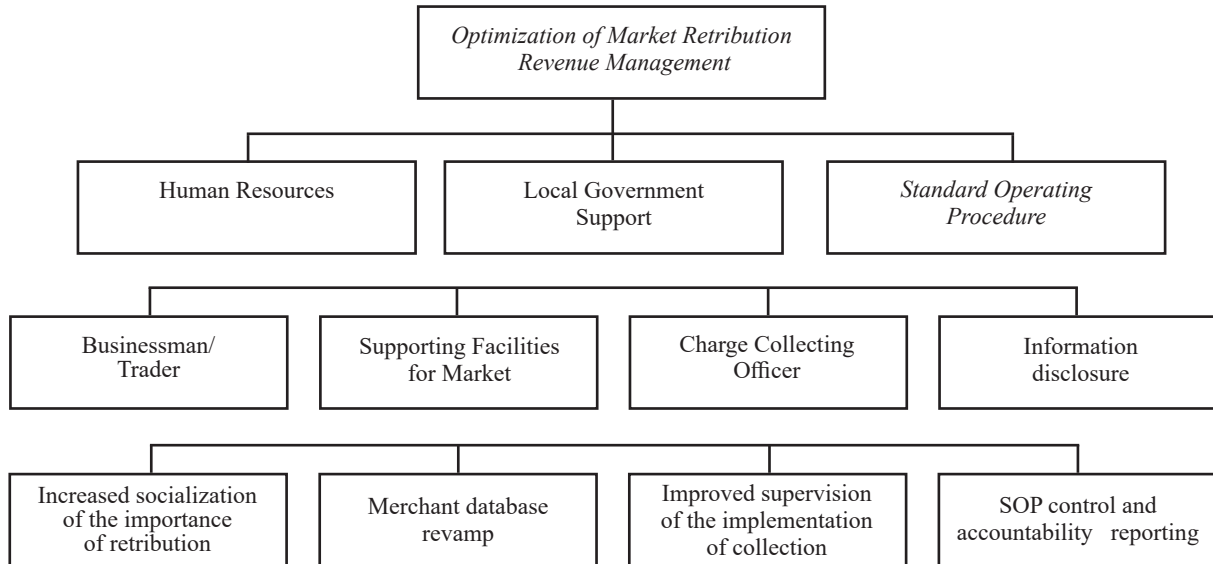 Optimization of Market Retribution
Revenue Management
Human Resources
Local Government
Support
Standard Operating
Procedure
Businessman/
Trader
Supporting Facilities
for Market
Charge Collecting
Officer
Information
disclosure
Increased socialization
of the importance
of retribution
Merchant database
revamp
Improved supervision
of the implementation
of collection
SOP control and
accountability reporting